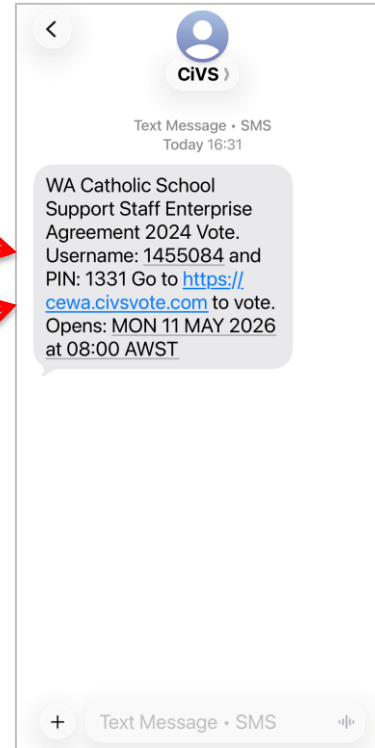 CiVS
Text Message • SMS
Today 16:31
WA Catholic School
Support Staff Enterprise
Agreement 2024 Vote.
Username: 1455084 and
PIN: 1331 Go to https://
cewa.civsvote.com to vote.
Opens: MON 11 MAY 2026
at 08:00 AWST
Text Message • SMS